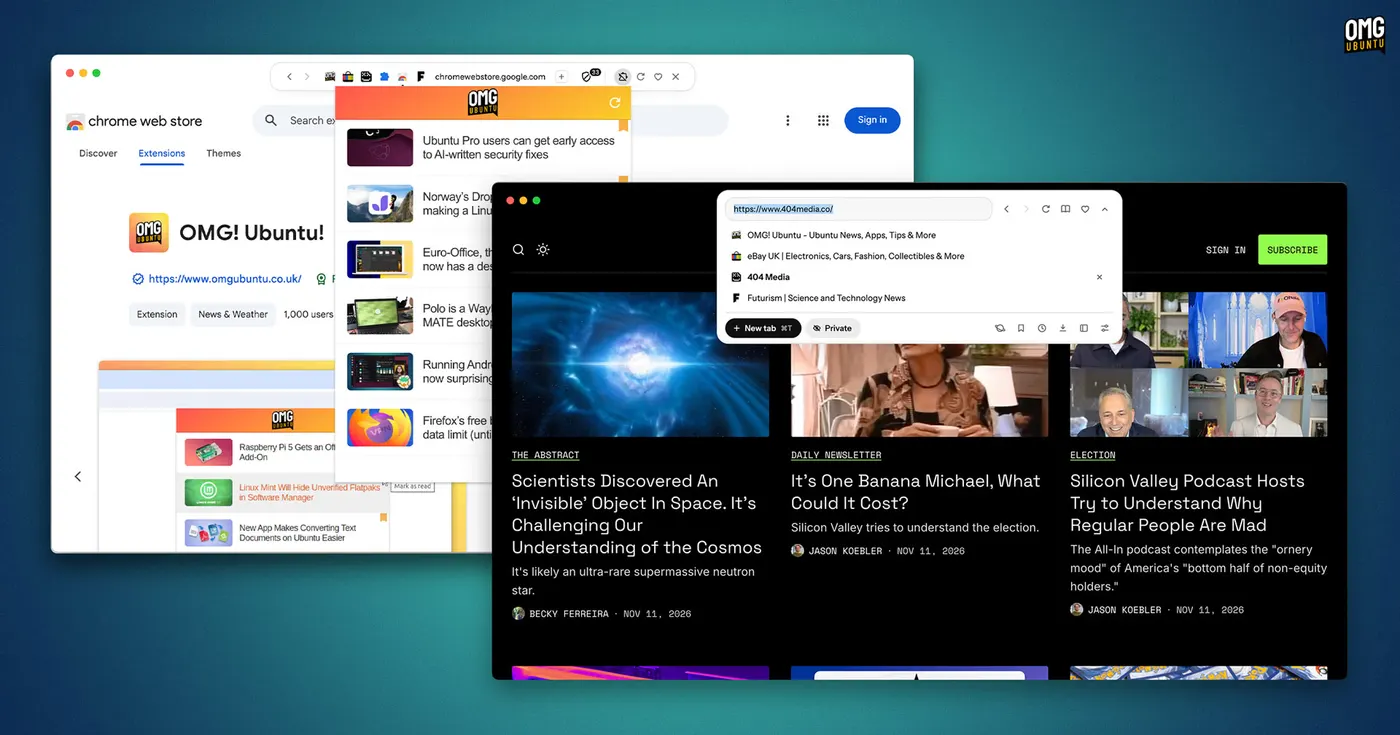 OMG
UBUNTU
chromewebstore.google.com
33
chrome web store
Search ex
Sign in
Discover
Extensions
Themes
OMG! Ubuntu!
https://www.omgubuntu.co.uk/
F
Extension
News & Weather
1,000 users
OMG
UBUNTU
Raspberry Pi 5 Gets an Off
Add-On
Linux Mint Will Hide Unverified Flatpaks
in Software Manager
Mark as read
New App Makes Converting Text
Documents on Ubuntu Easier
OMG
UBUNTU
Ubuntu Pro users can get early access
to AI-written security fixes
Norway's Drop
making a Linu
Euro-Office, th
now has a des
Polo is a Wayl
MATE desktop
Running Andr
now surprising
Firefox's free b
data limit (until
https://www.404media.co/
OMG! Ubuntu - Ubuntu News, Apps, Tips & More
eBay UK | Electronics, Cars, Fashion, Collectibles & More
404 Media
Futurism | Science and Technology News
+ New tab ⌘T
Private
SIGN IN
SUBSCRIBE
THE ABSTRACT
Scientists Discovered An
‘Invisible’ Object In Space. It’s
Challenging Our
Understanding of the Cosmos
It's likely an ultra-rare supermassive neutron
star.
BECKY FERREIRA · NOV 11, 2026
DAILY NEWSLETTER
It’s One Banana Michael, What
Could It Cost?
Silicon Valley tries to understand the election.
JASON KOEBLER · NOV 11, 2026
ELECTION
Silicon Valley Podcast Hosts
Try to Understand Why
Regular People Are Mad
The All-In podcast contemplates the "ornery
mood" of America's "bottom half of non-equity
holders."
JASON KOEBLER · NOV 11, 2026